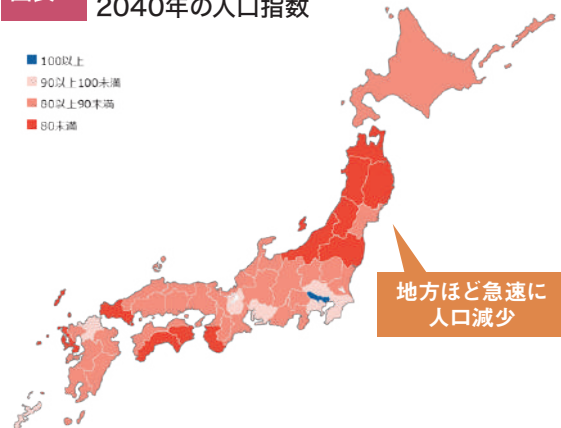 2040年の人口指数
100以上
90以上100未満
80以上90未満
80未満
地方ほど急速に
人口減少